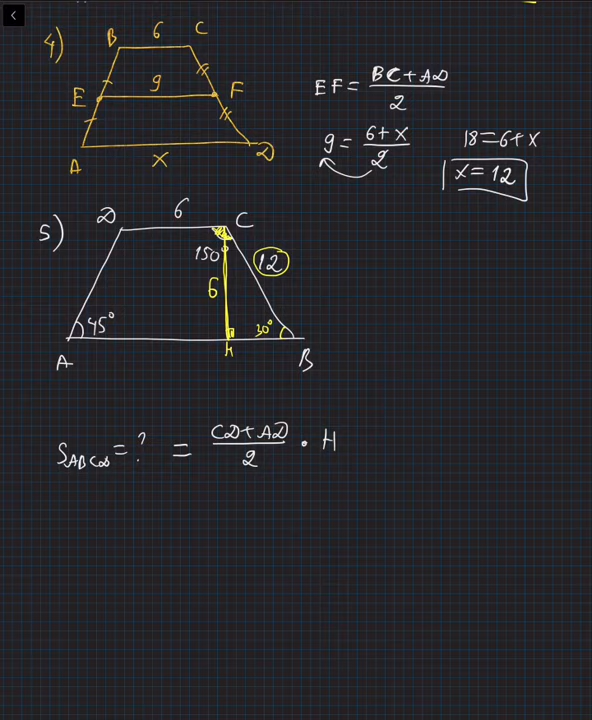 4)
B 6 C
E 9 F
A x D
EF = (BC + AD)/2
9 = (6 + x)/2
18 = 6 + x
x = 12
5)
D 6 C
150° 12
6
45° 30°
A H B
S_ABCD = ? = (CD + AD)/2 · H